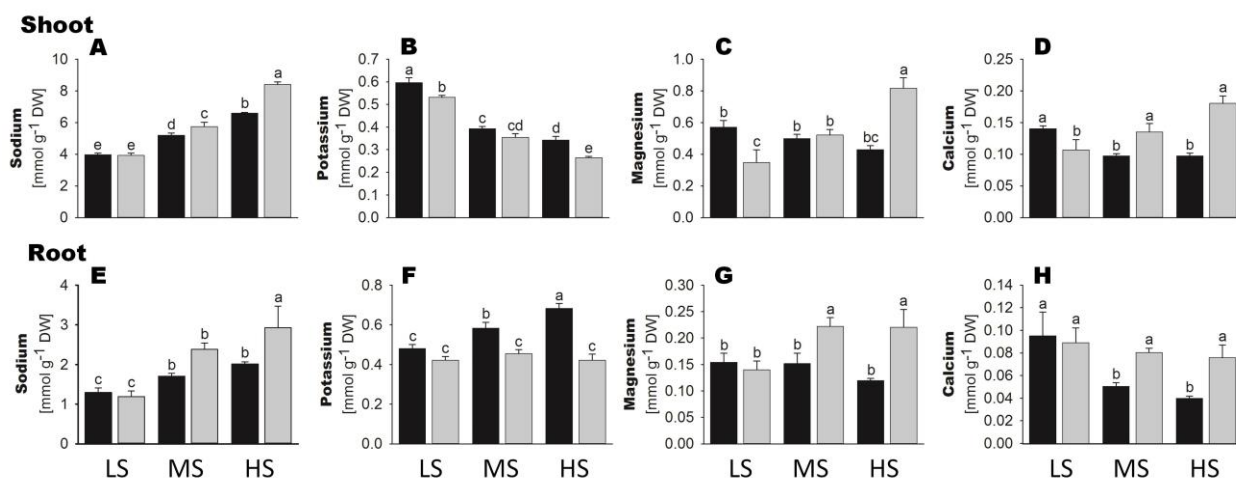 Shoot
A
Sodium
[mmol g⁻¹ DW]
10
8
6
4
2
0
e
e
d
c
b
a
B
Potassium
[mmol g⁻¹ DW]
0.7
0.6
0.5
0.4
0.3
0.2
0.1
0.0
a
b
c
cd
d
e
C
Magnesium
[mmol g⁻¹ DW]
1.0
0.8
0.6
0.4
0.2
0.0
b
c
b
b
bc
a
D
Calcium
[mmol g⁻¹ DW]
0.25
0.20
0.15
0.10
0.05
0.00
a
b
b
a
b
a
Root
E
Sodium
[mmol g⁻¹ DW]
4
3
2
1
0
c
c
b
b
b
a
LS
MS
HS
F
Potassium
[mmol g⁻¹ DW]
0.8
0.6
0.4
0.2
0.0
c
c
b
c
a
c
LS
MS
HS
G
Magnesium
[mmol g⁻¹ DW]
0.30
0.25
0.20
0.15
0.10
0.05
0.00
b
b
b
a
b
a
LS
MS
HS
H
Calcium
[mmol g⁻¹ DW]
0.14
0.12
0.10
0.08
0.06
0.04
0.02
0.00
a
a
b
a
b
a
LS
MS
HS